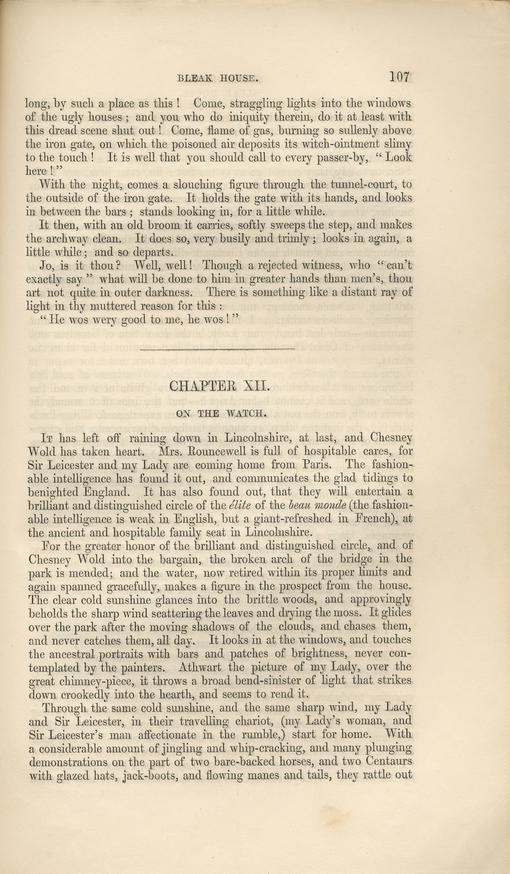 BLEAK HOUSE. 107
long, by such a place as this ! Come, straggling lights into the windows
of the ugly houses ; and you who do iniquity therein, do it at least with
this dread scene shut out ! Come, flame of gas, burning so sullenly above
the iron gate, on which the poisoned air deposits its witch-ointment slimy
to the touch ! It is well that you should call to every passer-by, “ Look
here ! ”
With the night, comes a slouching figure through the tunnel-court, to
the outside of the iron gate. It holds the gate with its hands, and looks
in between the bars ; stands looking in, for a little while.
It then, with an old broom it carries, softly sweeps the step, and makes
the archway clean. It does so, very busily and trimly ; looks in again, a
little while ; and so departs.
Jo, is it thou ? Well, well ! Though a rejected witness, who “ can’t
exactly say ” what will be done to him in greater hands than men’s, thou
art not quite in outer darkness. There is something like a distant ray of
light in thy muttered reason for this :
“ He wos wery good to me, he wos ! ”
CHAPTER XII.
ON THE WATCH.
IT has left off raining down in Lincolnshire, at last, and Chesney
Wold has taken heart. Mrs. Rouncewell is full of hospitable cares, for
Sir Leicester and my Lady are coming home from Paris. The fashion-
able intelligence has found it out, and communicates the glad tidings to
benighted England. It has also found out, that they will entertain a
brilliant and distinguished circle of the élite of the beau monde (the fashion-
able intelligence is weak in English, but a giant-refreshed in French), at
the ancient and hospitable family seat in Lincolnshire.
For the greater honor of the brilliant and distinguished circle, and of
Chesney Wold into the bargain, the broken arch of the bridge in the
park is mended; and the water, now retired within its proper limits and
again spanned gracefully, makes a figure in the prospect from the house.
The clear cold sunshine glances into the brittle woods, and approvingly
beholds the sharp wind scattering the leaves and drying the moss. It glides
over the park after the moving shadows of the clouds, and chases them,
and never catches them, all day. It looks in at the windows, and touches
the ancestral portraits with bars and patches of brightness, never con-
templated by the painters. Athwart the picture of my Lady, over the
great chimney-piece, it throws a broad bend-sinister of light that strikes
down crookedly into the hearth, and seems to rend it.
Through the same cold sunshine, and the same sharp wind, my Lady
and Sir Leicester, in their travelling chariot, (my Lady’s woman, and
Sir Leicester’s man affectionate in the rumble,) start for home. With
a considerable amount of jingling and whip-cracking, and many plunging
demonstrations on the part of two bare-backed horses, and two Centaurs
with glazed hats, jack-boots, and flowing manes and tails, they rattle out